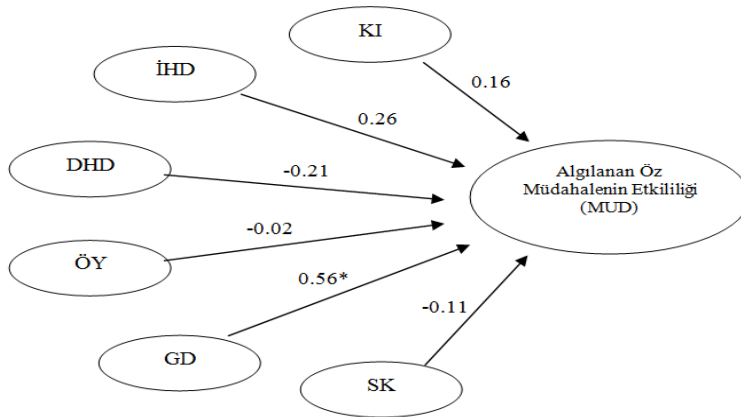 KI
0.16
İHD
0.26
DHD
-0.21
Algılanan Öz
Müdahalenin Etkililiği
(MUD)
ÖY
-0.02
GD
0.56*
SK
-0.11